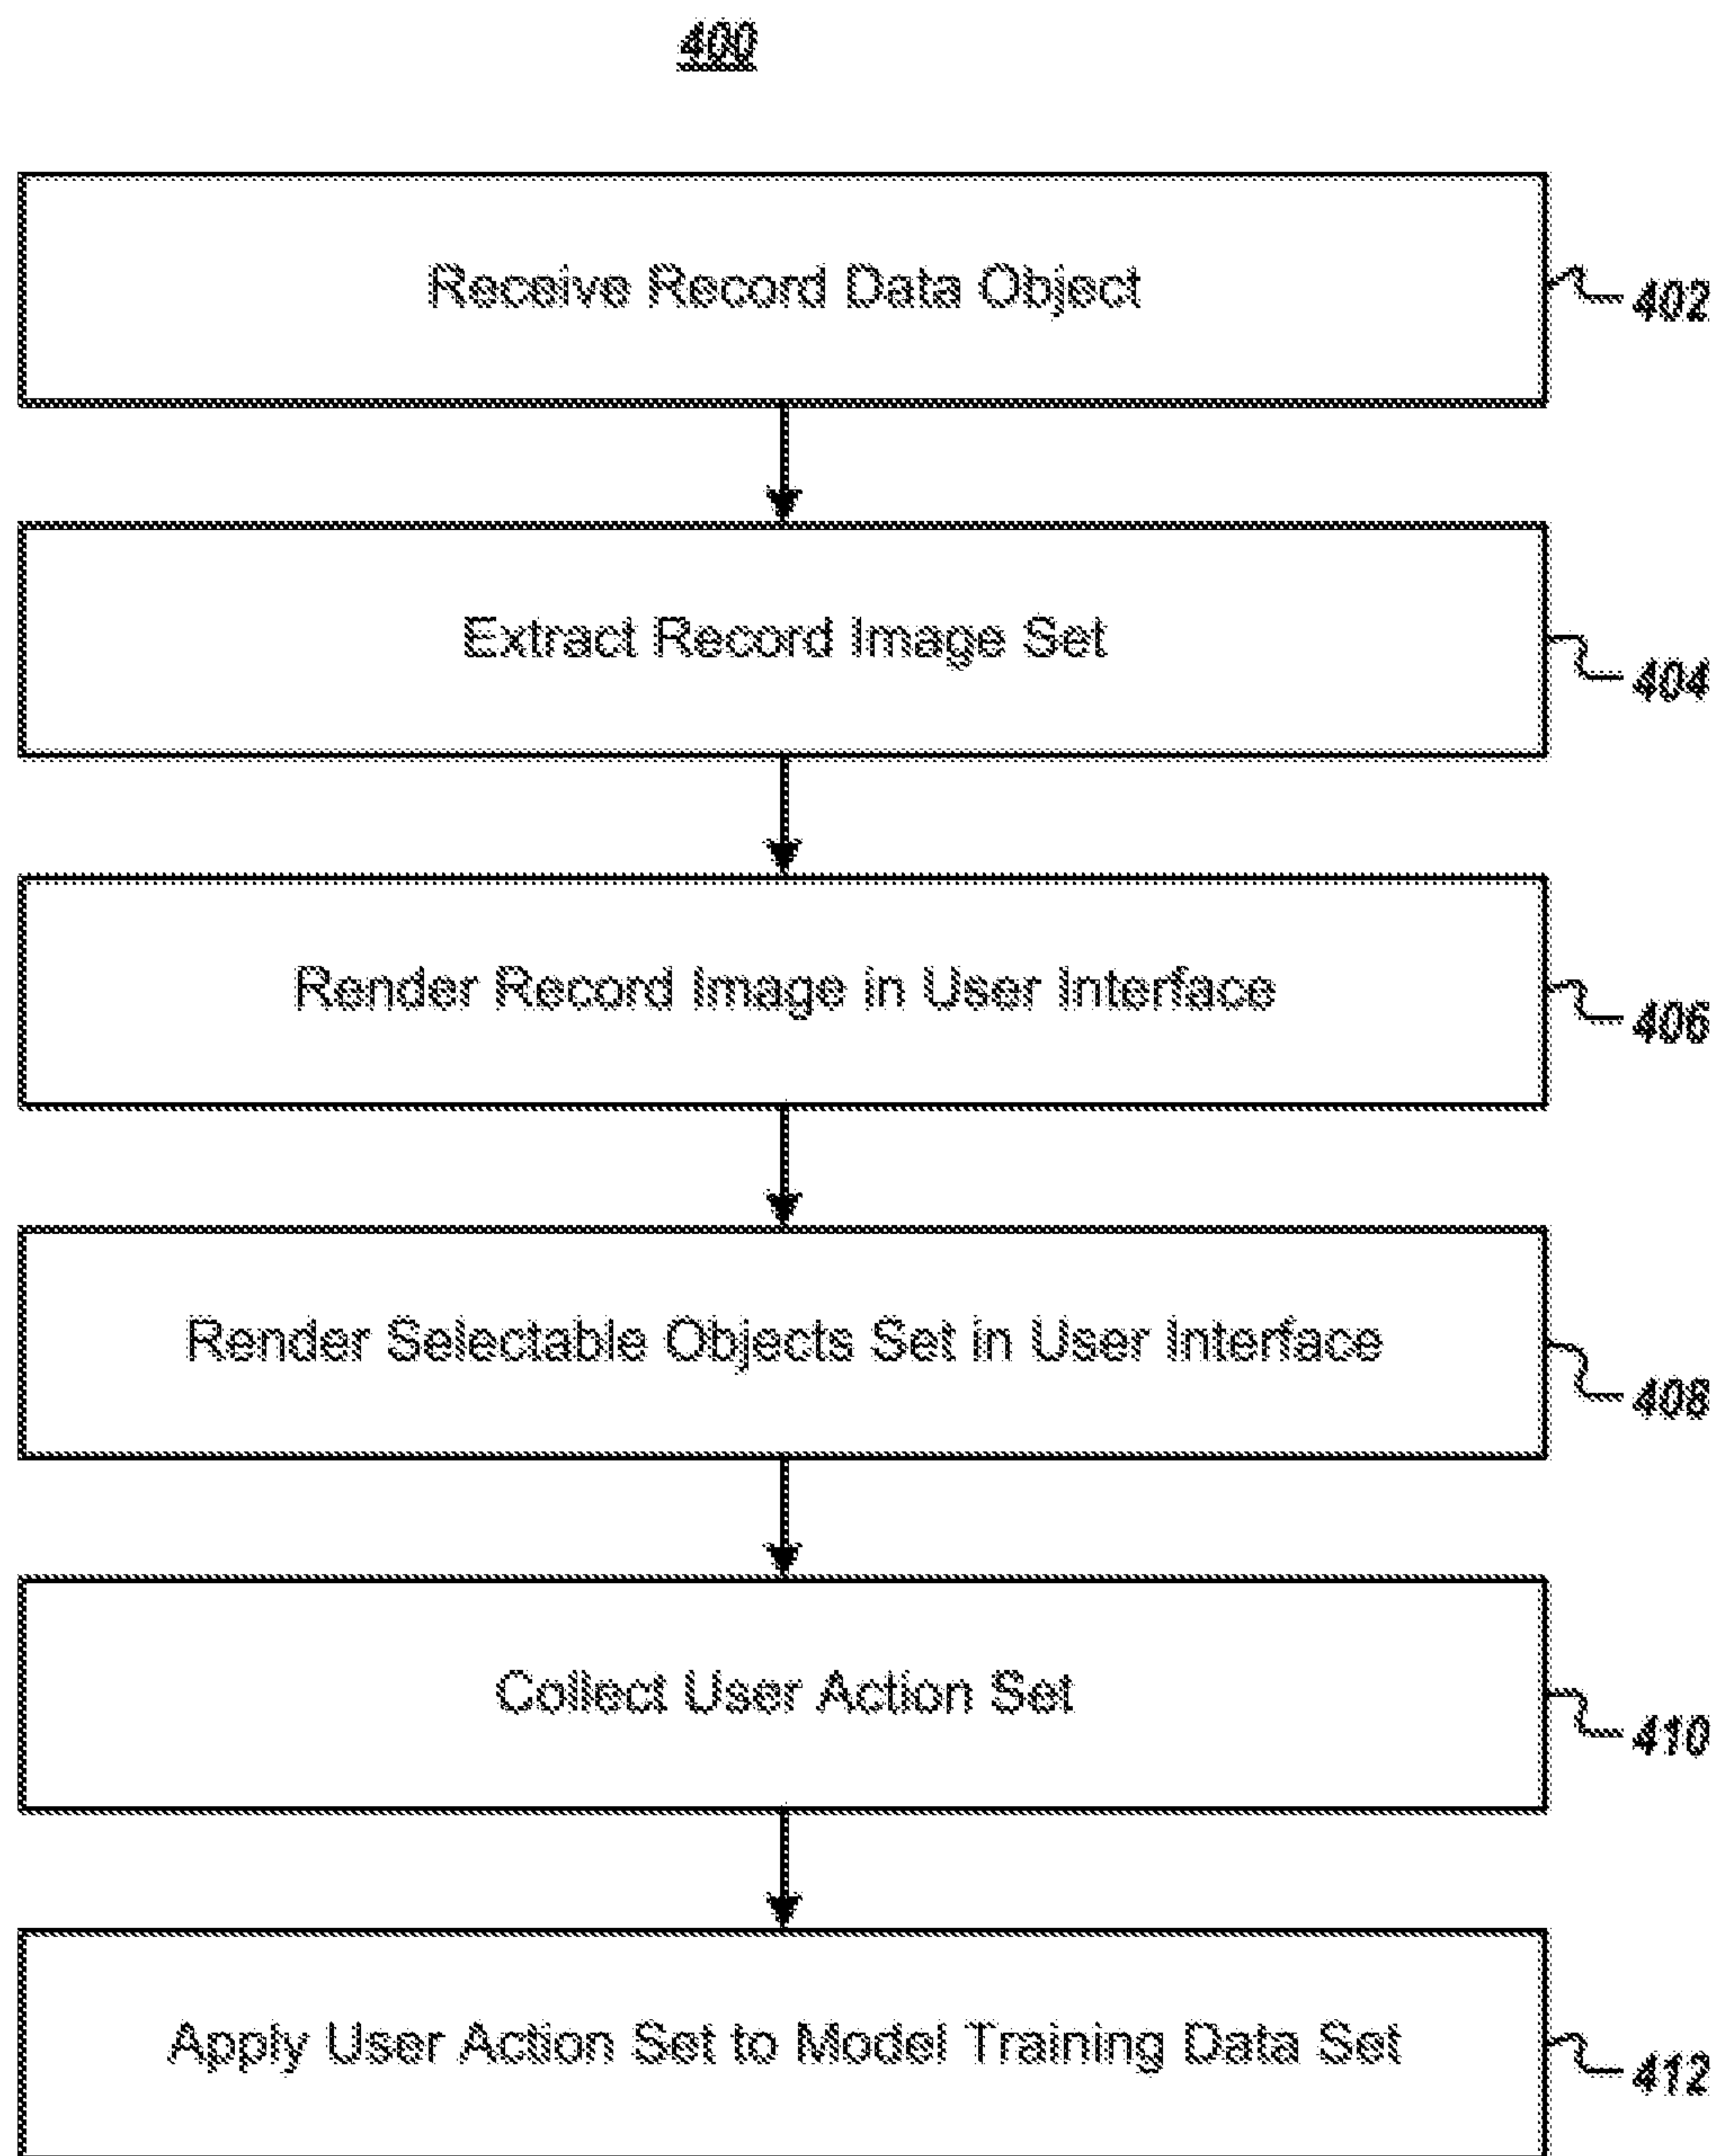 400
Receive Record Data Object
402
Extract Record Image Set
404
Render Record Image in User Interface
406
Render Selectable Objects Set in User Interface
408
Collect User Action Set
410
Apply User Action Set to Model Training Data Set
412